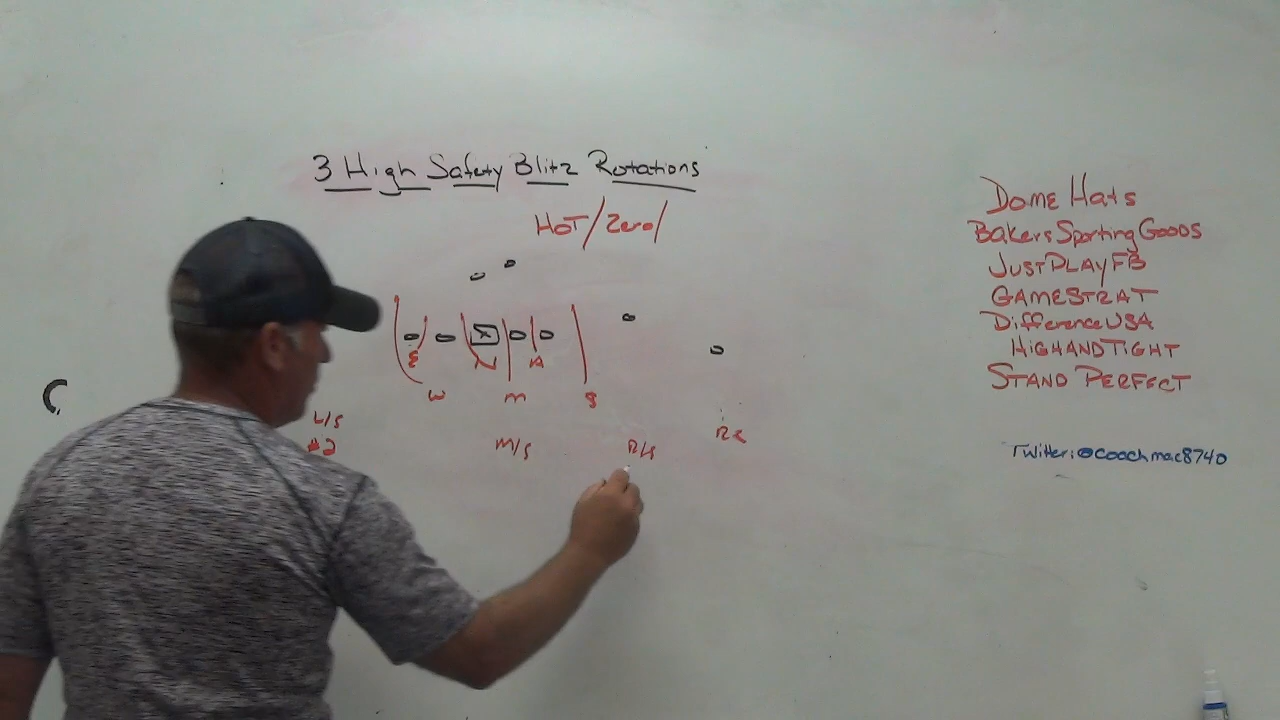 3 High Safety Blitz Rotations
HOT/Zero/
E N A
W M S
L/S
#2 M/S R/S RC
C
Dome Hats
Bakers Sporting Goods
JUSTPLAYFB
GAMESTRAT
DifferenceUSA
HIGHANDTIGHT
STAND PERFECT
Twitter:@coachmac8740